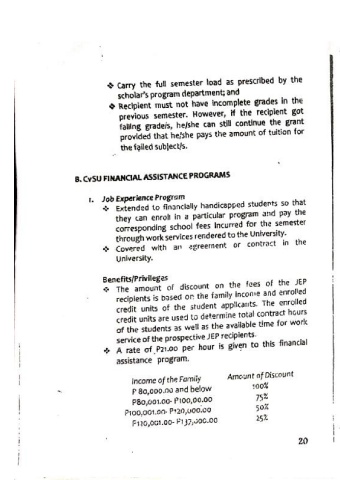 ❖ Carry the full semester load as prescribed by the
scholar's program department; and
❖ Recipient must not have incomplete grades in the
previous semester. However, if the recipient got
failing grade/s, he/she can still continue the grant
provided that he/she pays the amount of tuition for
the failed subject/s.
B. CvSU FINANCIAL ASSISTANCE PROGRAMS
1. Job Experience Program
❖ Extended to financially handicapped students so that
they can enroll in a particular program and pay the
corresponding school fees incurred for the semester
through work services rendered to the University.
❖ Covered with an agreement or contract in the
University.
Benefits/Privileges
❖ The amount of discount on the fees of the JEP
recipients is based on the family income and enrolled
credit units of the student applicants. The enrolled
credit units are used to determine total contract hours
of the students as well as the available time for work
service of the prospective JEP recipients.
❖ A rate of P21.00 per hour is given to this financial
assistance program.
Income of the Family Amount of Discount
P 80,000.00 and below 100%
P80,001.00- P100,00.00 75%
P100,001.00- P120,000.00 50%
P120,001.00- P137,000.00 25%
20